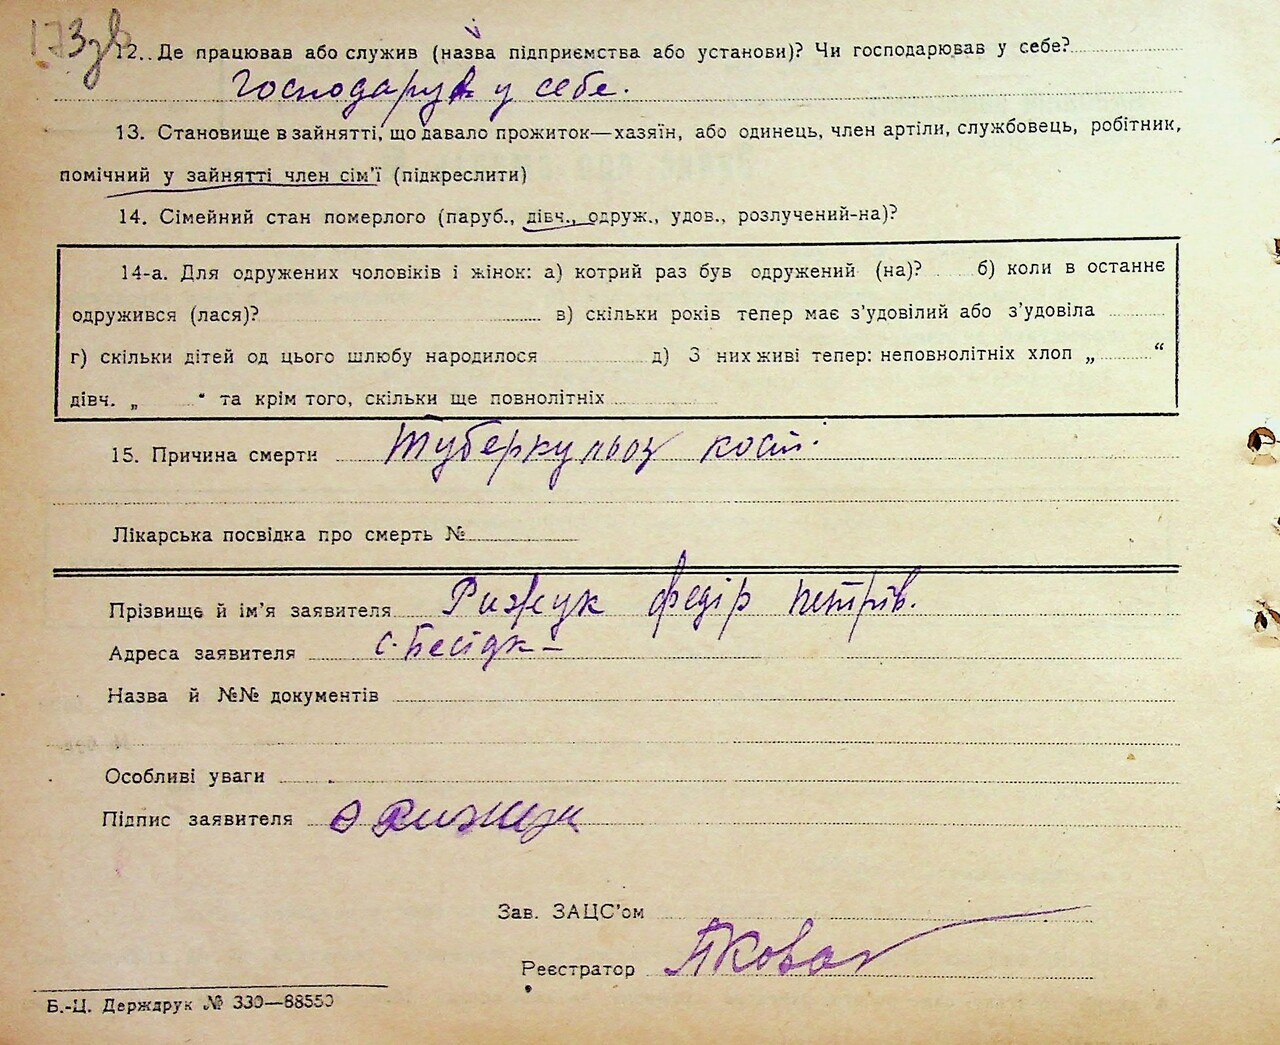 173зв
12. Де працював або служив (назва підприємства або установи)? Чи господарював у себе?
Господарув у себе.
13. Становище в зайнятті, що давало прожиток—хазяїн, або одинець, член артіли, службовець, робітник,
помічний у зайнятті член сім'ї (підкреслити)
14. Сімейний стан померлого (паруб., дівч., одруж., удов., розлучений-на)?
14-а. Для одружених чоловіків і жінок: а) котрий раз був одружений (на)? б) коли в останнє
одружився (лася)? в) скільки років тепер має з'удовілий або з'удовіла
г) скільки дітей од цього шлюбу народилося д) З них живі тепер: неповнолітніх хлоп „ “
дівч. „ “ та крім того, скільки ще повнолітніх
15. Причина смерти Туберкульоз кості
Лікарська посвідка про смерть №
Прізвище й ім'я заявителя Рижук Федір Петрів.
Адреса заявителя с. Бесідк–
Назва й №№ документів
Особливі уваги
Підпис заявителя Ф Рижук
Зав. ЗАЦС'ом
Реєстратор
Б.-Ц. Держдрук № 330—88550